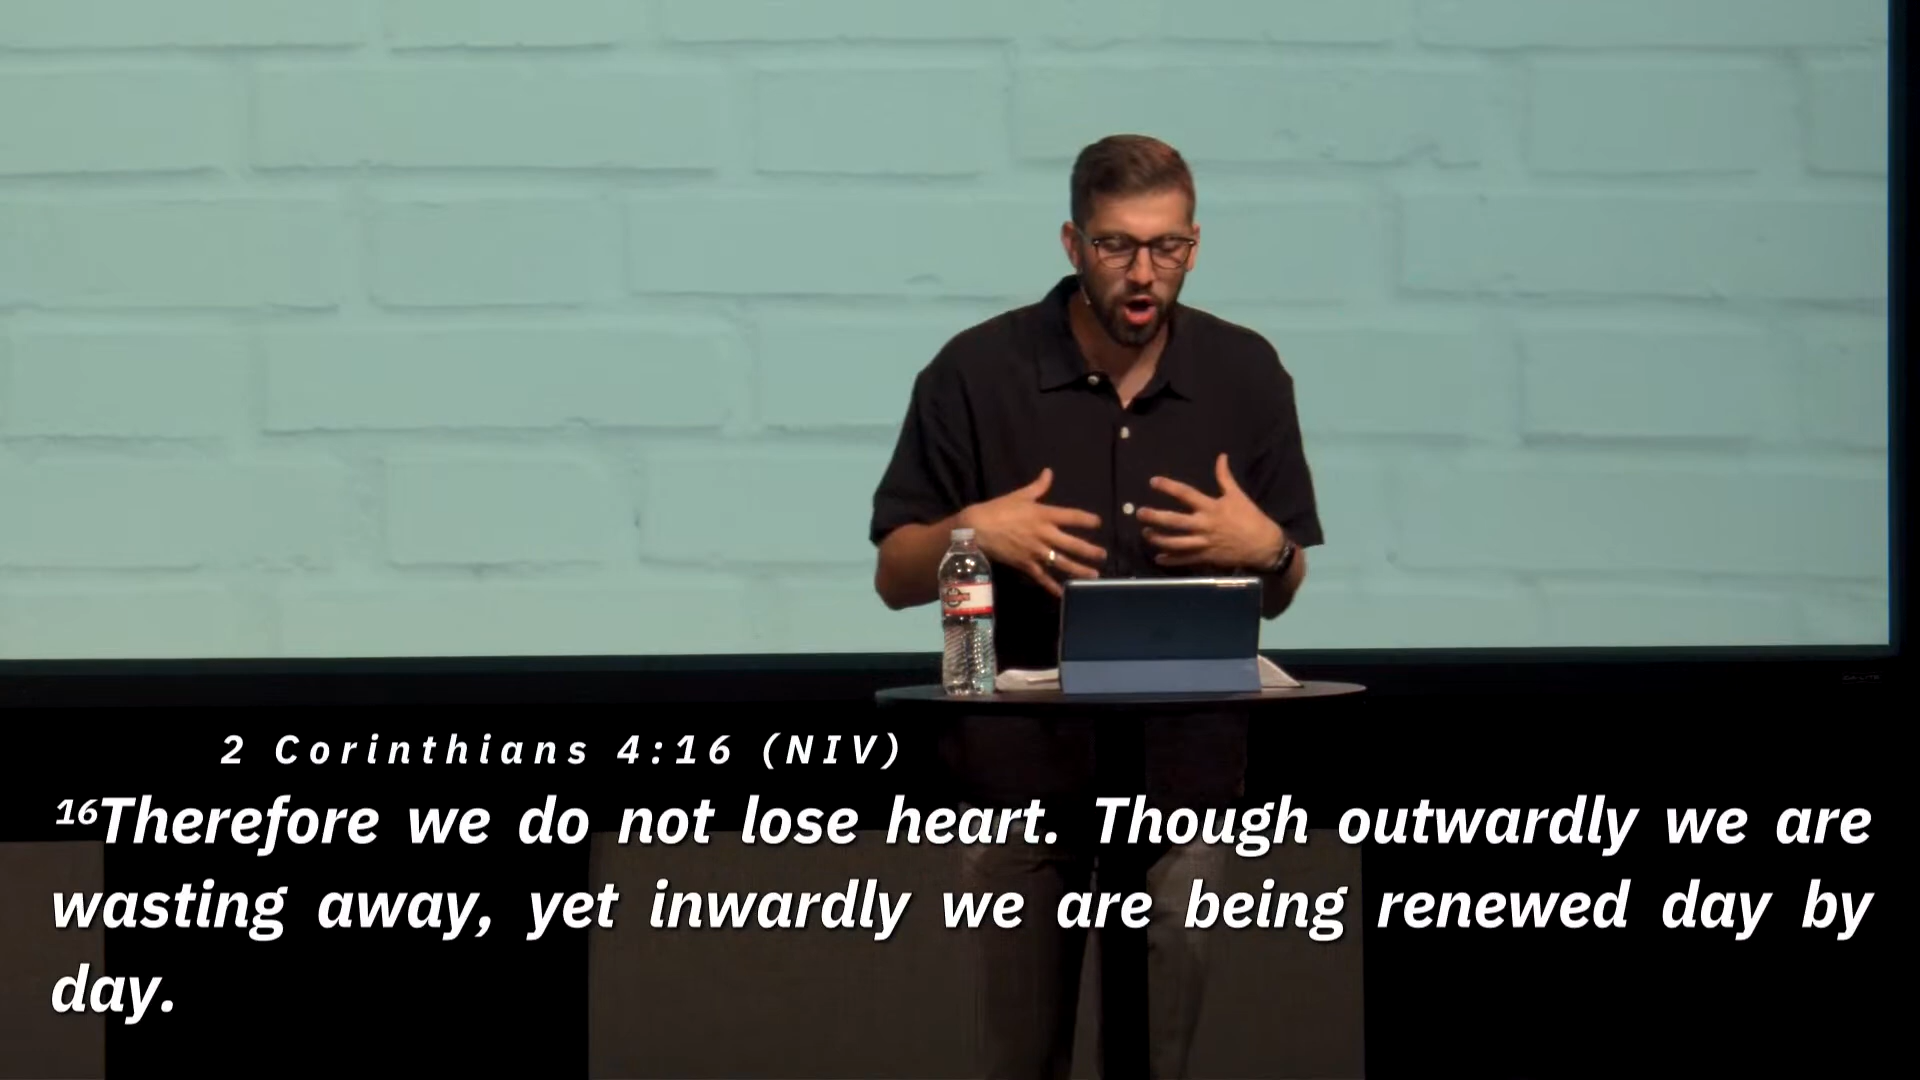 2 Corinthians 4:16 (NIV)
16Therefore we do not lose heart. Though outwardly we are
wasting away, yet inwardly we are being renewed day by
day.